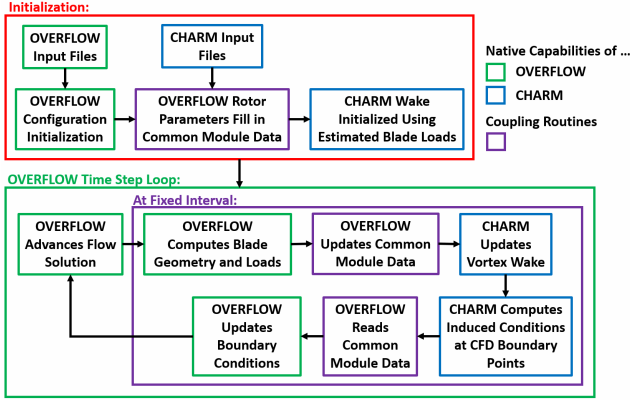 Initialization:
OVERFLOW
Input Files
CHARM Input
Files
OVERFLOW
Configuration
Initialization
OVERFLOW Rotor
Parameters Fill in
Common Module Data
CHARM Wake
Initialized Using
Estimated Blade Loads
Native Capabilities of ...
OVERFLOW
CHARM
Coupling Routines
OVERFLOW Time Step Loop:
At Fixed Interval:
OVERFLOW
Advances Flow
Solution
OVERFLOW
Computes Blade
Geometry and Loads
OVERFLOW
Updates Common
Module Data
CHARM
Updates
Vortex Wake
CHARM Computes
Induced Conditions
at CFD Boundary
Points
OVERFLOW
Reads
Common
Module Data
OVERFLOW
Updates
Boundary
Conditions